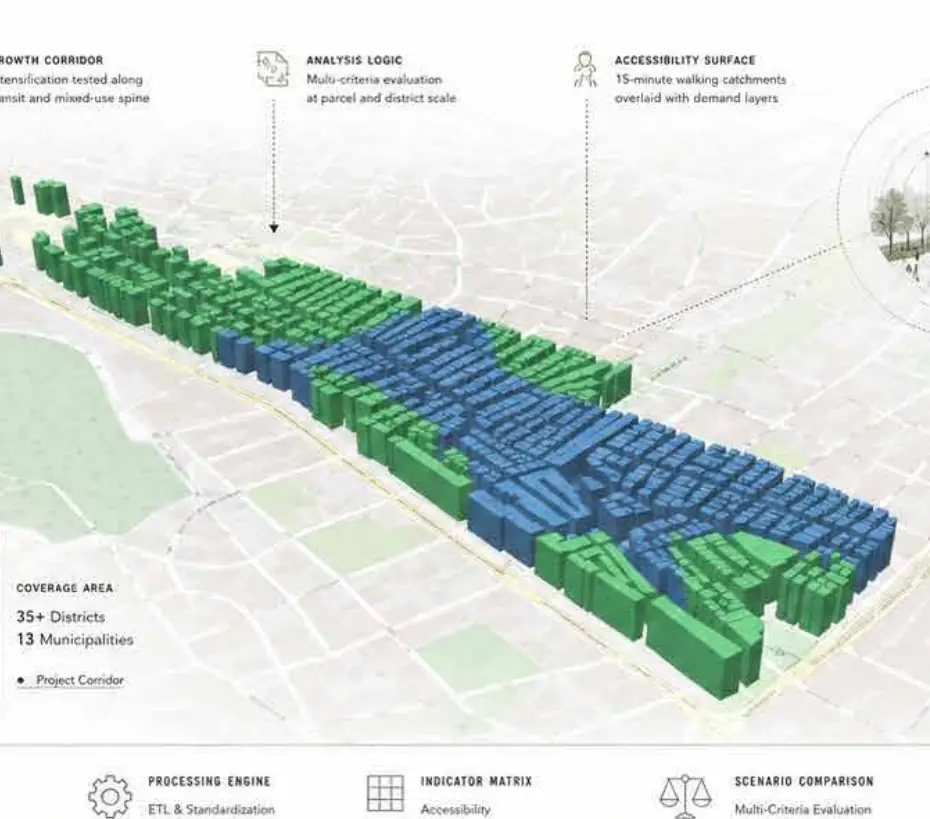 ROWTH CORRIDOR
tensification tested along
ansit and mixed-use spine
ANALYSIS LOGIC
Multi-criteria evaluation
at parcel and district scale
ACCESSIBILITY SURFACE
15-minute walking catchments
overlaid with demand layers
COVERAGE AREA
35+ Districts
13 Municipalities
Project Corridor
PROCESSING ENGINE
ETL & Standardization
INDICATOR MATRIX
Accessibility
SCENARIO COMPARISON
Multi-Criteria Evaluation